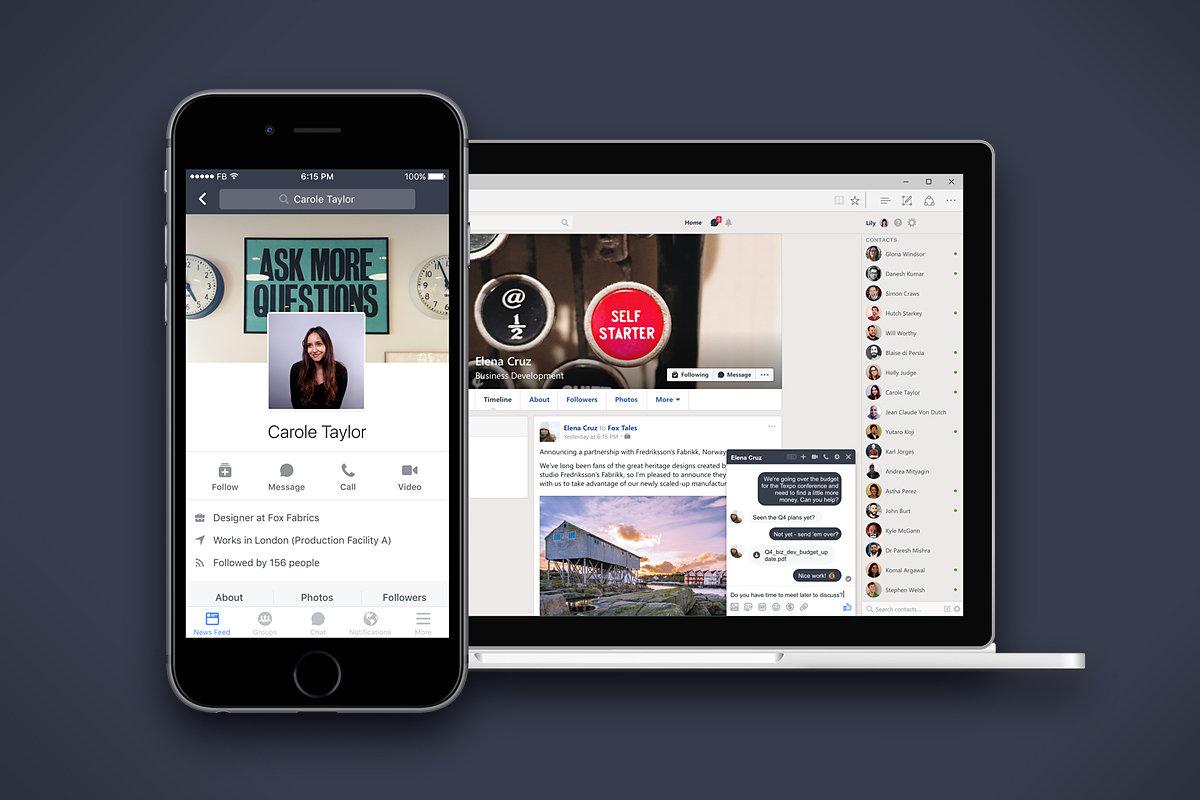 FB
6:15 PM
100%
Carole Taylor
ASK MORE
QUESTIONS
Carole Taylor
Follow
Message
Call
Video
Designer at Fox Fabrics
Works in London (Production Facility A)
Followed by 156 people
About
Photos
Followers
News Feed
Groups
Chat
Notifications
More
Home
Lily
@
1/2
SELF
STARTER
Elena Cruz
Business Development
Following
Message
Timeline
About
Followers
Photos
More
Elena Cruz to Fox Tales
Yesterday at 6:15 PM
Announcing a partnership with Fredriksson's Fabrikk, Norway
We've long been fans of the great heritage designs created by
studio Fredriksson's Fabrikk, so I'm pleased to announce they
with us to take advantage of our newly scaled-up manufactur
Elena Cruz
We're going over the budget
for the Texpo conference and
need to find a little more
money. Can you help?
Seen the Q4 plans yet?
Not yet - send 'em over?
Q4_biz_dev_budget_up
date.pdf
Nice work! 💰
Do you have time to meet later to discuss?
CONTACTS
Gloria Windsor
Danesh Kumar
Simon Craws
Hutch Starkey
Will Worthy
Blaise di Persia
Holly Judge
Carole Taylor
Jean Claude Von Dutch
Yutaro Koji
Karl Jörges
Andrea Mityagin
Astha Perez
John Burt
Kyle McGann
Dr Paresh Mishra
Komal Argawal
Stephen Welsh
Search contacts...